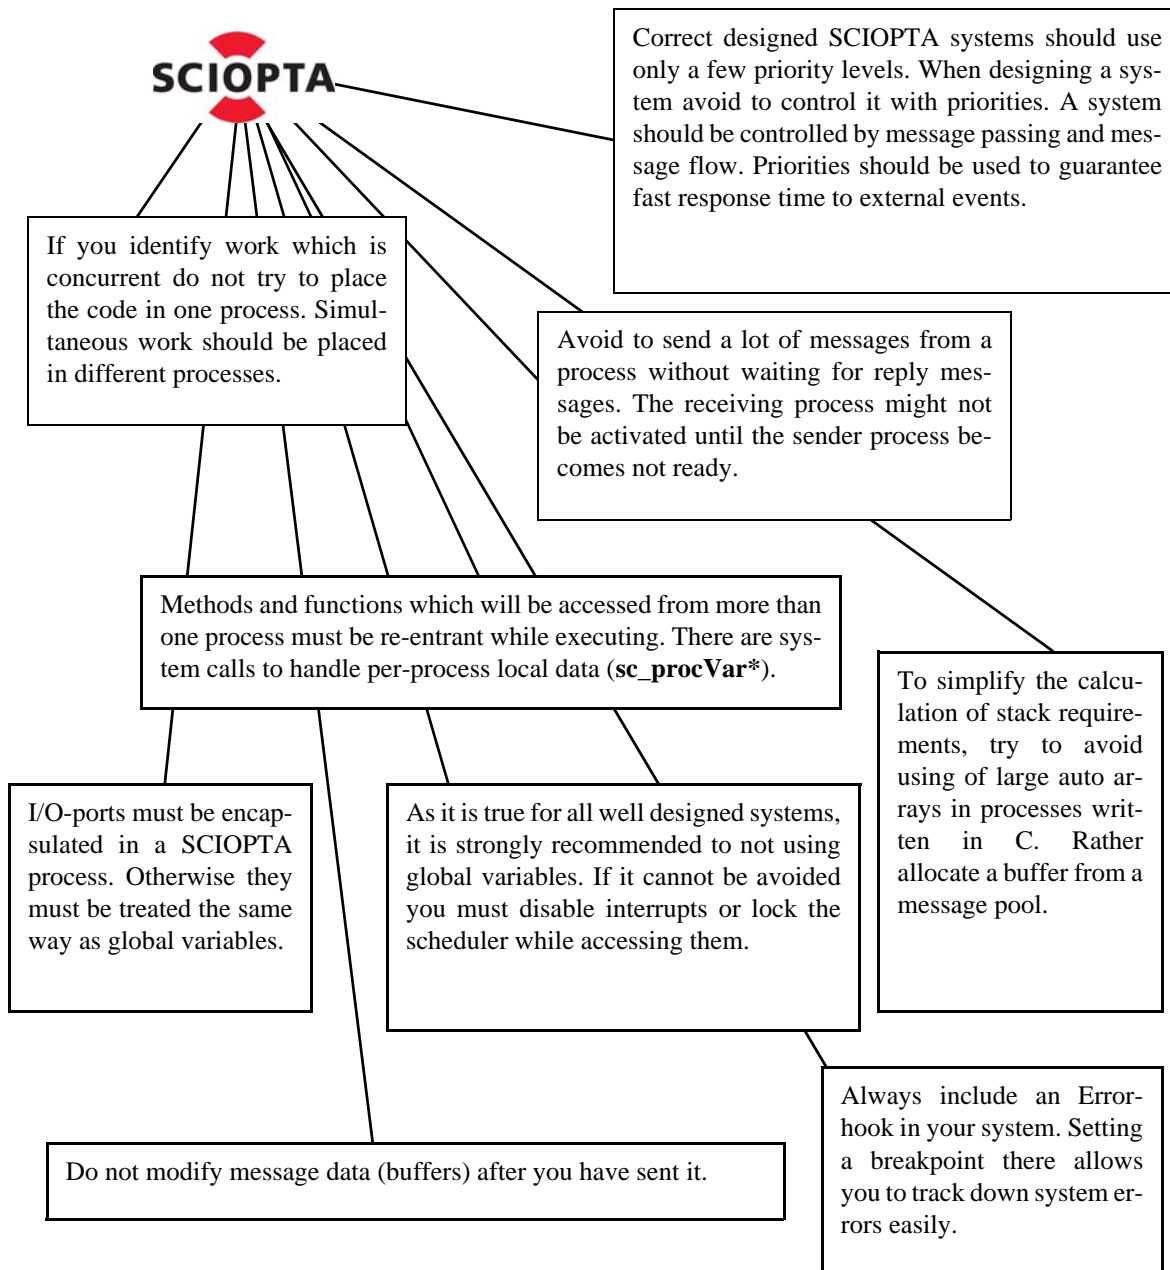 SCIOPTA
Correct designed SCIOPTA systems should use
only a few priority levels. When designing a sys-
tem avoid to control it with priorities. A system
should be controlled by message passing and mes-
sage flow. Priorities should be used to guarantee
fast response time to external events.
If you identify work which is
concurrent do not try to place
the code in one process. Simul-
taneous work should be placed
in different processes.
Avoid to send a lot of messages from a
process without waiting for reply mes-
sages. The receiving process might not
be activated until the sender process be-
comes not ready.
Methods and functions which will be accessed from more than
one process must be re-entrant while executing. There are sys-
tem calls to handle per-process local data (sc_procVar*).
To simplify the calcu-
lation of stack require-
ments, try to avoid
using of large auto ar-
rays in processes writ-
ten in C. Rather
allocate a buffer from a
message pool.
I/O-ports must be encap-
sulated in a SCIOPTA
process. Otherwise they
must be treated the same
way as global variables.
As it is true for all well designed systems,
it is strongly recommended to not using
global variables. If it cannot be avoided
you must disable interrupts or lock the
scheduler while accessing them.
Always include an Error-
hook in your system. Setting
a breakpoint there allows
you to track down system er-
rors easily.
Do not modify message data (buffers) after you have sent it.